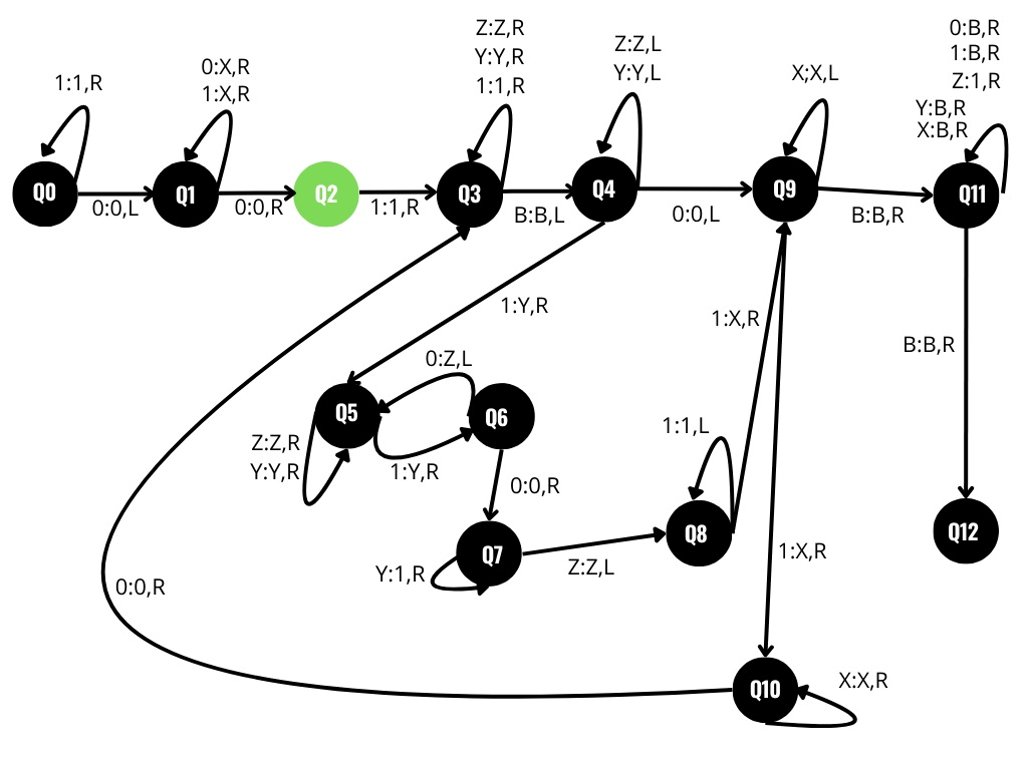 Z:Z,R
Y:Y,R
1:1,R
Z:Z,L
Y:Y,L
0:B,R
1:B,R
Z:1,R
Y:B,R
X:B,R
1:1,R
0:X,R
1:X,R
X;X,L
Q0
0:0,L
Q1
0:0,R
Q2
1:1,R
Q3
B:B,L
Q4
0:0,L
Q9
B:B,R
Q11
1:Y,R
1:X,R
B:B,R
0:Z,L
Q5
Q6
Z:Z,R
Y:Y,R
1:Y,R
1:1,L
0:0,R
Q7
Y:1,R
Z:Z,L
Q8
Q12
1:X,R
0:0,R
Q10
X:X,R